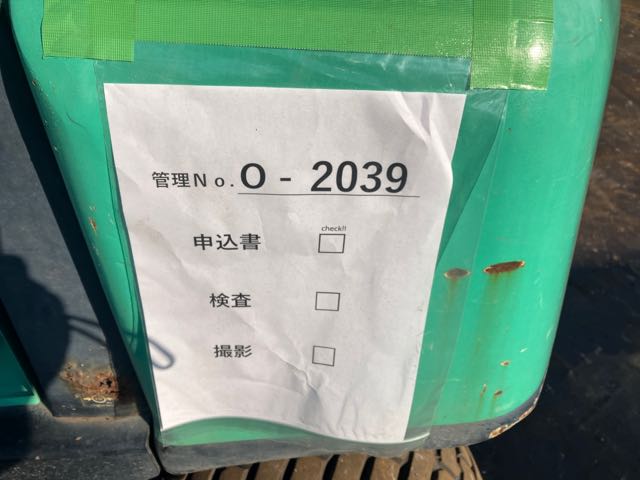 管理No. O - 2039
check!!
申込書 □
検査 □
撮影 □